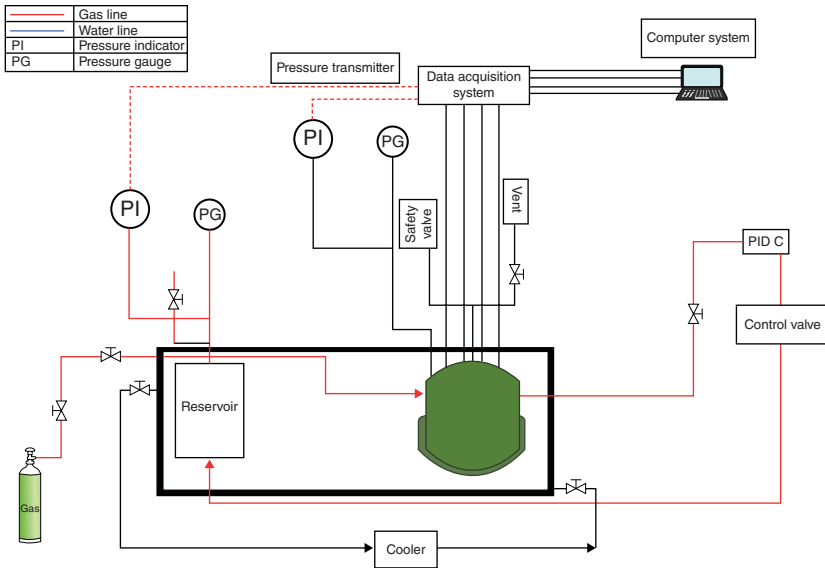 Gas line
Water line
PI Pressure indicator
PG Pressure gauge
Computer system
Pressure transmitter
Data acquisition
system
PI
PG
PI
PG
Safety
valve
Vent
PID C
Control valve
Reservoir
Gas
Cooler